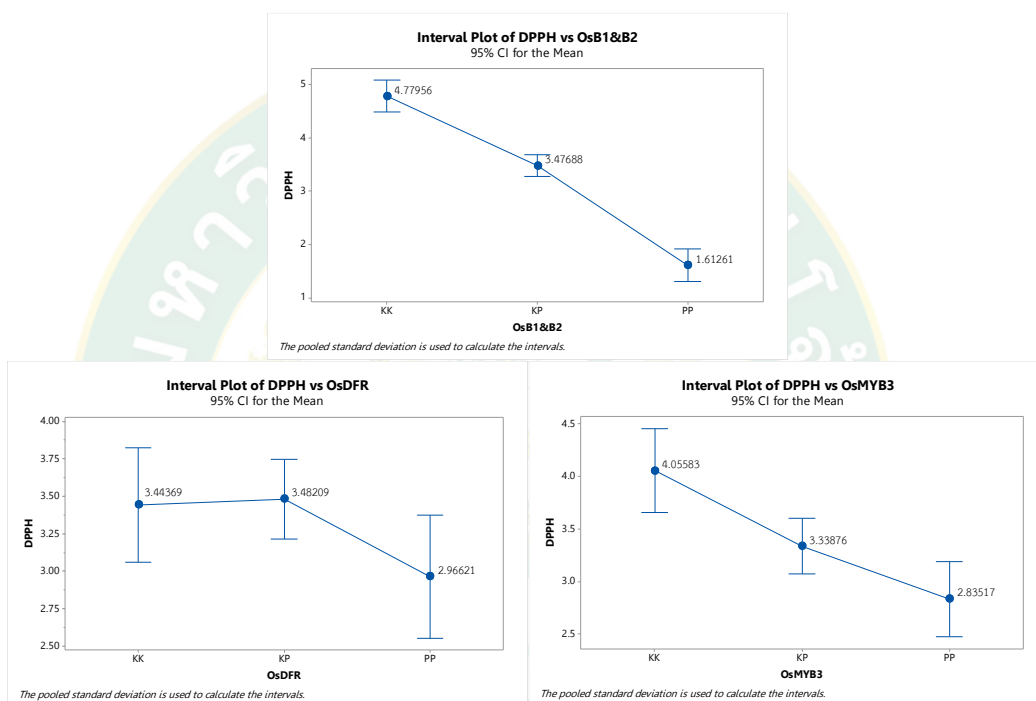 Interval Plot of DPPH vs OsB1&B2
95% CI for the Mean
5
4.77956
4
3.47688
DPPH
3
2
1.61261
1
KK
KP
PP
OsB1&B2
The pooled standard deviation is used to calculate the intervals.
Interval Plot of DPPH vs OsDFR
95% CI for the Mean
4.00
3.75
3.50
3.44369
3.48209
DPPH
3.25
3.00
2.96621
2.75
2.50
KK
KP
PP
OsDFR
The pooled standard deviation is used to calculate the intervals.
Interval Plot of DPPH vs OsMYB3
95% CI for the Mean
4.5
4.05583
4.0
DPPH
3.5
3.33876
3.0
2.83517
2.5
KK
KP
PP
OsMYB3
The pooled standard deviation is used to calculate the intervals.